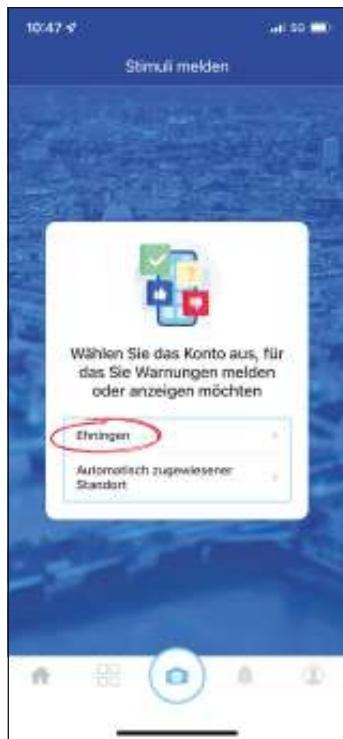 10:47
5G
Stimuli melden
Wählen Sie das Konto aus, für
das Sie Warnungen melden
oder anzeigen möchten
Ehningen
Automatisch zugewiesener
Standort